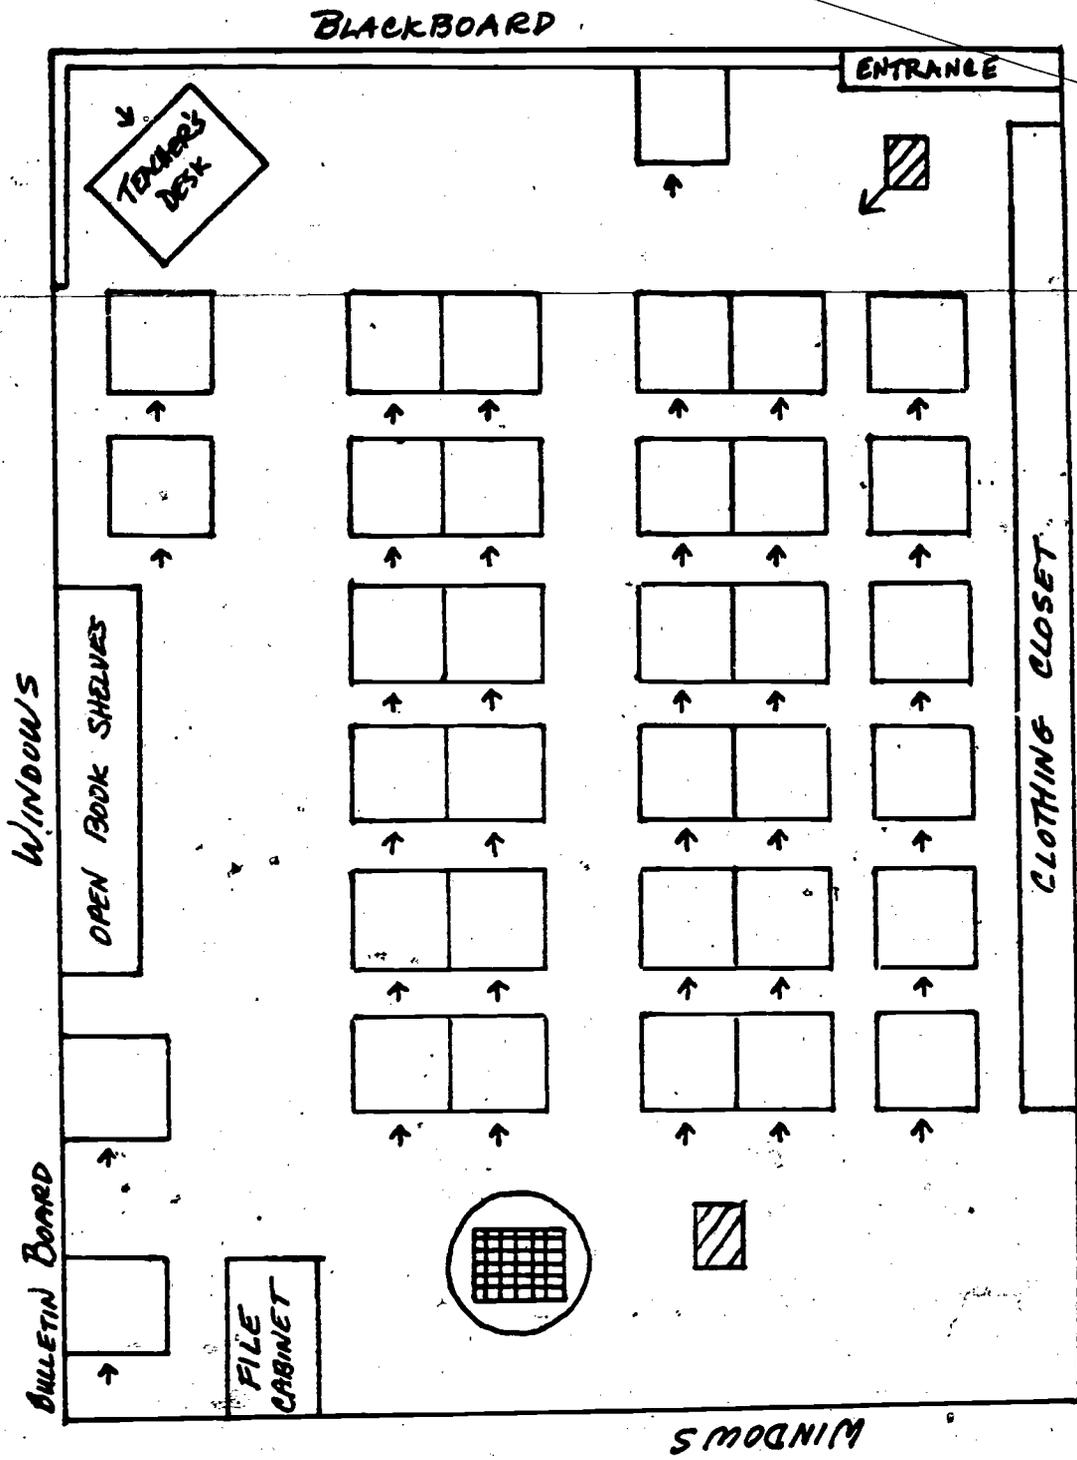 BLACKBOARD
ENTRANCE
TEACHER'S
DESK
WINDOWS
OPEN BOOK SHELVES
CLOTHING CLOSET
BULLETIN BOARD
FILE
CABINET
WINDOWS